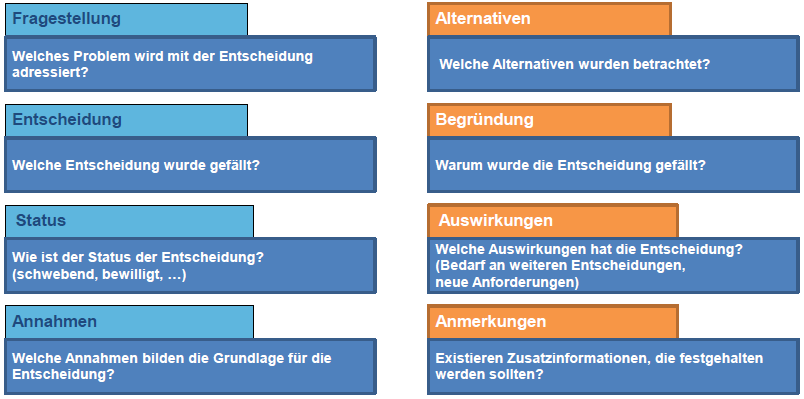 Fragestellung
Welches Problem wird mit der Entscheidung
adressiert?
Entscheidung
Welche Entscheidung wurde gefällt?
Status
Wie ist der Status der Entscheidung?
(schwebend, bewilligt, …)
Annahmen
Welche Annahmen bilden die Grundlage für die
Entscheidung?
Alternativen
Welche Alternativen wurden betrachtet?
Begründung
Warum wurde die Entscheidung gefällt?
Auswirkungen
Welche Auswirkungen hat die Entscheidung?
(Bedarf an weiteren Entscheidungen,
neue Anforderungen)
Anmerkungen
Existieren Zusatzinformationen, die festgehalten
werden sollten?